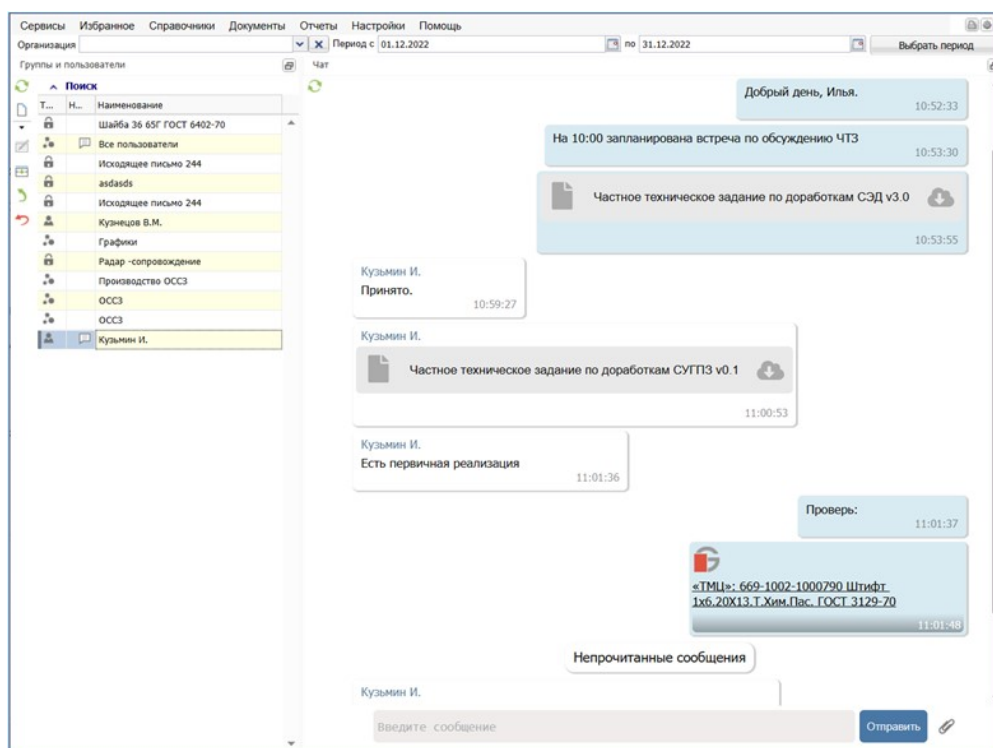 Сервисы Избранное Справочники Документы Отчеты Настройки Помощь
Организация Период с 01.12.2022 по 31.12.2022 Выбрать период
Группы и пользователи
Поиск
Т... Н... Наименование
Шайба 36 65Г ГОСТ 6402-70
Все пользователи
Исходящее письмо 244
asdasds
Исходящее письмо 244
Кузнецов В.М.
Графики
Радар -сопровождение
Производство ОССЗ
ОССЗ
ОССЗ
Кузьмин И.
Чат
Добрый день, Илья.
10:52:33
На 10:00 запланирована встреча по обсуждению ЧТЗ
10:53:30
Частное техническое задание по доработкам СЭД v3.0
10:53:55
Кузьмин И.
Принято.
10:59:27
Кузьмин И.
Частное техническое задание по доработкам СУГПЗ v0.1
11:00:53
Кузьмин И.
Есть первичная реализация
11:01:36
Проверь:
11:01:37
«ТМЦ»: 669-1002-1000790 Штифт
1х6.20Х13.Т.Хим.Пас. ГОСТ 3129-70
11:01:48
Непрочитанные сообщения
Кузьмин И.
Введите сообщение
Отправить